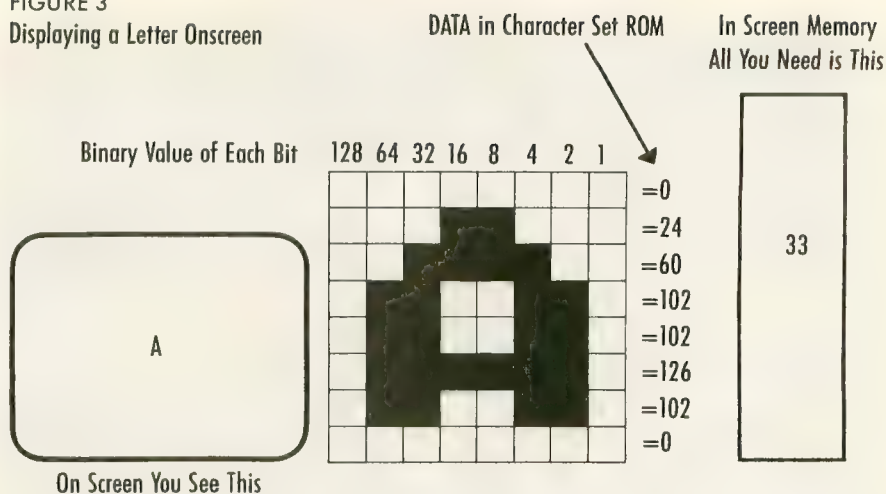 FIGURE 3
Displaying a Letter Onscreen
DATA in Character Set ROM
In Screen Memory
All You Need is This
Binary Value of Each Bit 128 64 32 16 8 4 2 1
=0
=24
=60
=102
=102
=126
=102
=0
A
33
On Screen You See This